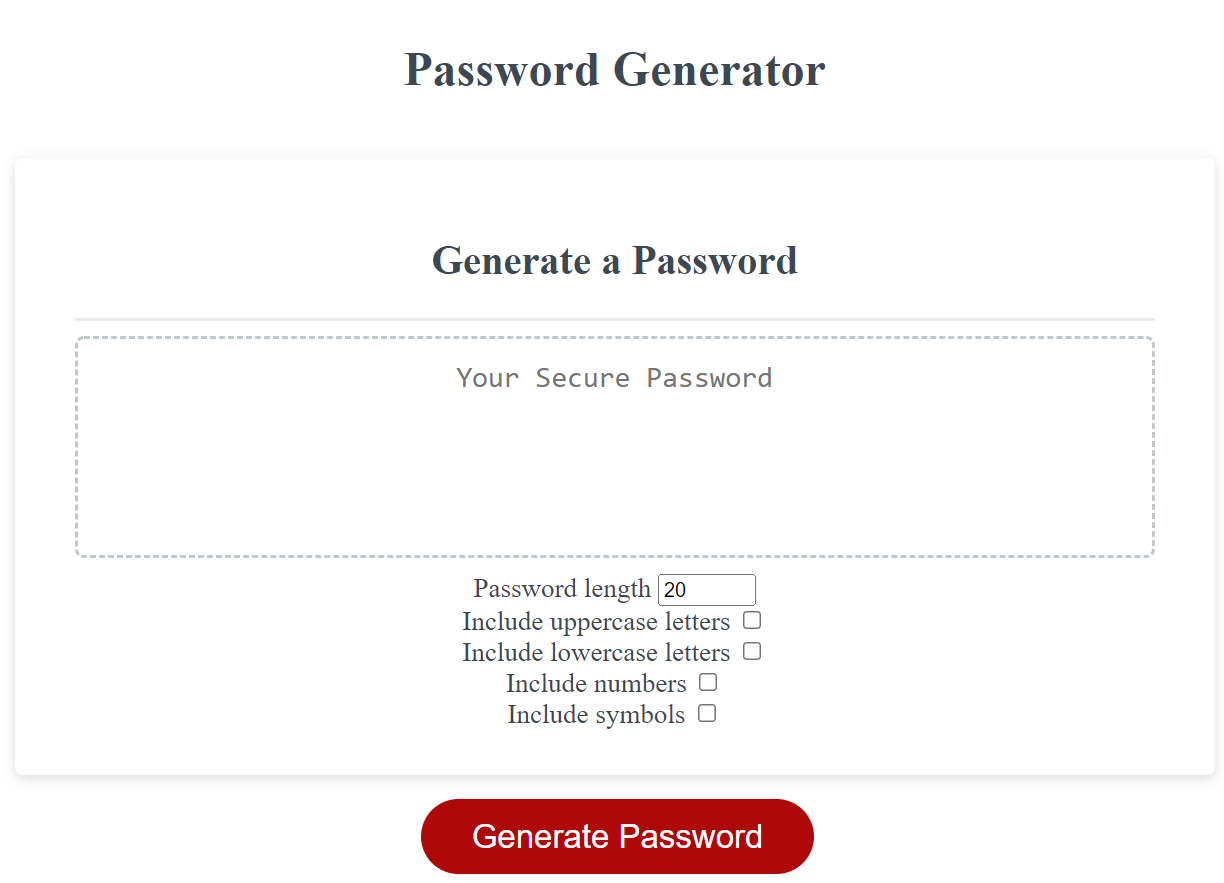 Password Generator
Generate a Password
Your Secure Password
Password length 20
Include uppercase letters
Include lowercase letters
Include numbers
Include symbols
Generate Password